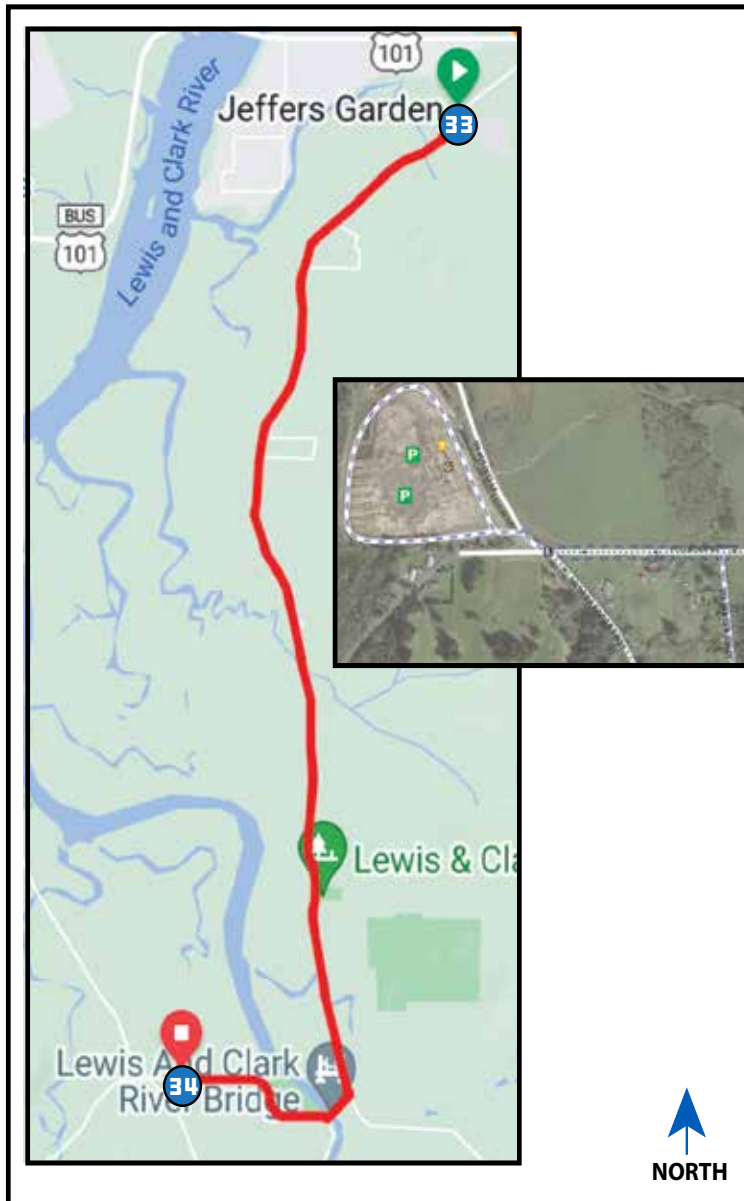 101
Jeffers Garden
33
BUS
101
Lewis and Clark River
P
P
Lewis & Cla
Lewis And Clark
River Bridge
34
NORTH